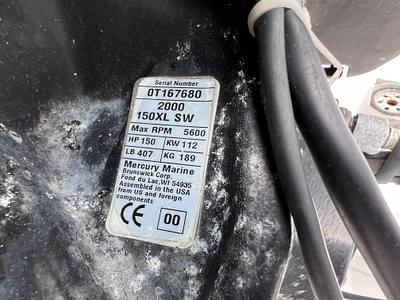 Serial Number
0T167680
2000
150XL SW
Max RPM 5600
HP 150 KW 112
LB 407 KG 189
Mercury Marine
Brunswick Corp.
Fond du Lac,WI 54935
Assembled in the USA
from US and foreign
components
CE 00